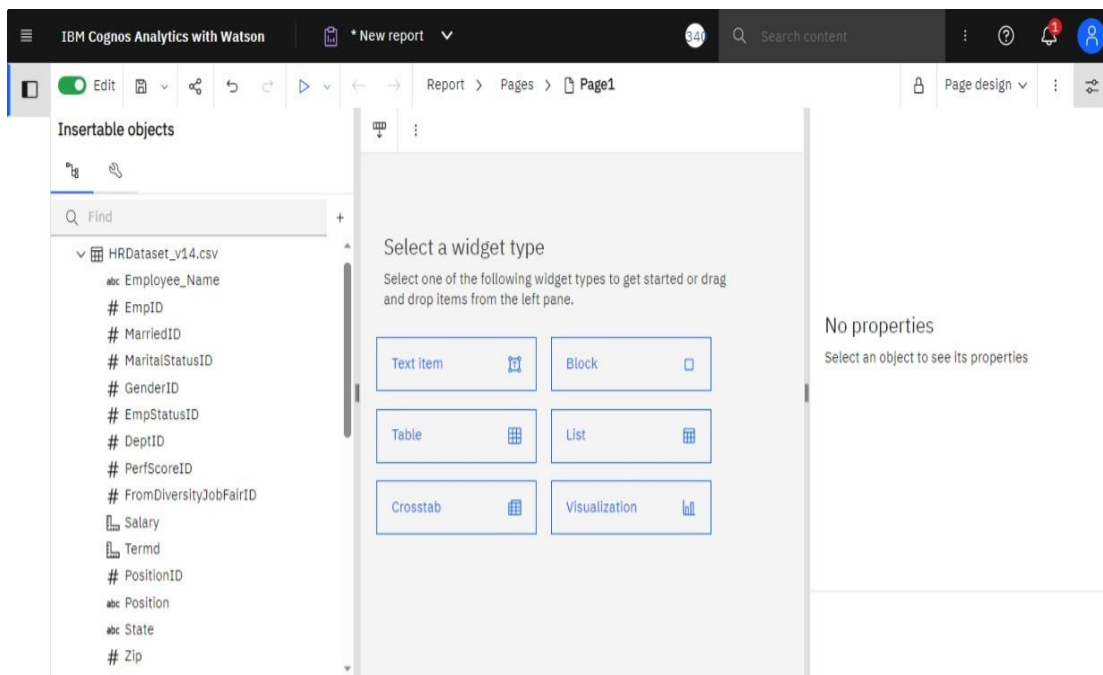 IBM Cognos Analytics with Watson
* New report
340
Search content
1
Edit
Report > Pages > Page1
Page design
Insertable objects
Find
+
HRDataset_v14.csv
abc Employee_Name
# EmpID
# MarriedID
# MaritalStatusID
# GenderID
# EmpStatusID
# DeptID
# PerfScoreID
# FromDiversityJobFairID
Salary
Termd
# PositionID
abc Position
abc State
# Zip
Select a widget type
Select one of the following widget types to get started or drag
and drop items from the left pane.
Text item
Block
Table
List
Crosstab
Visualization
No properties
Select an object to see its properties